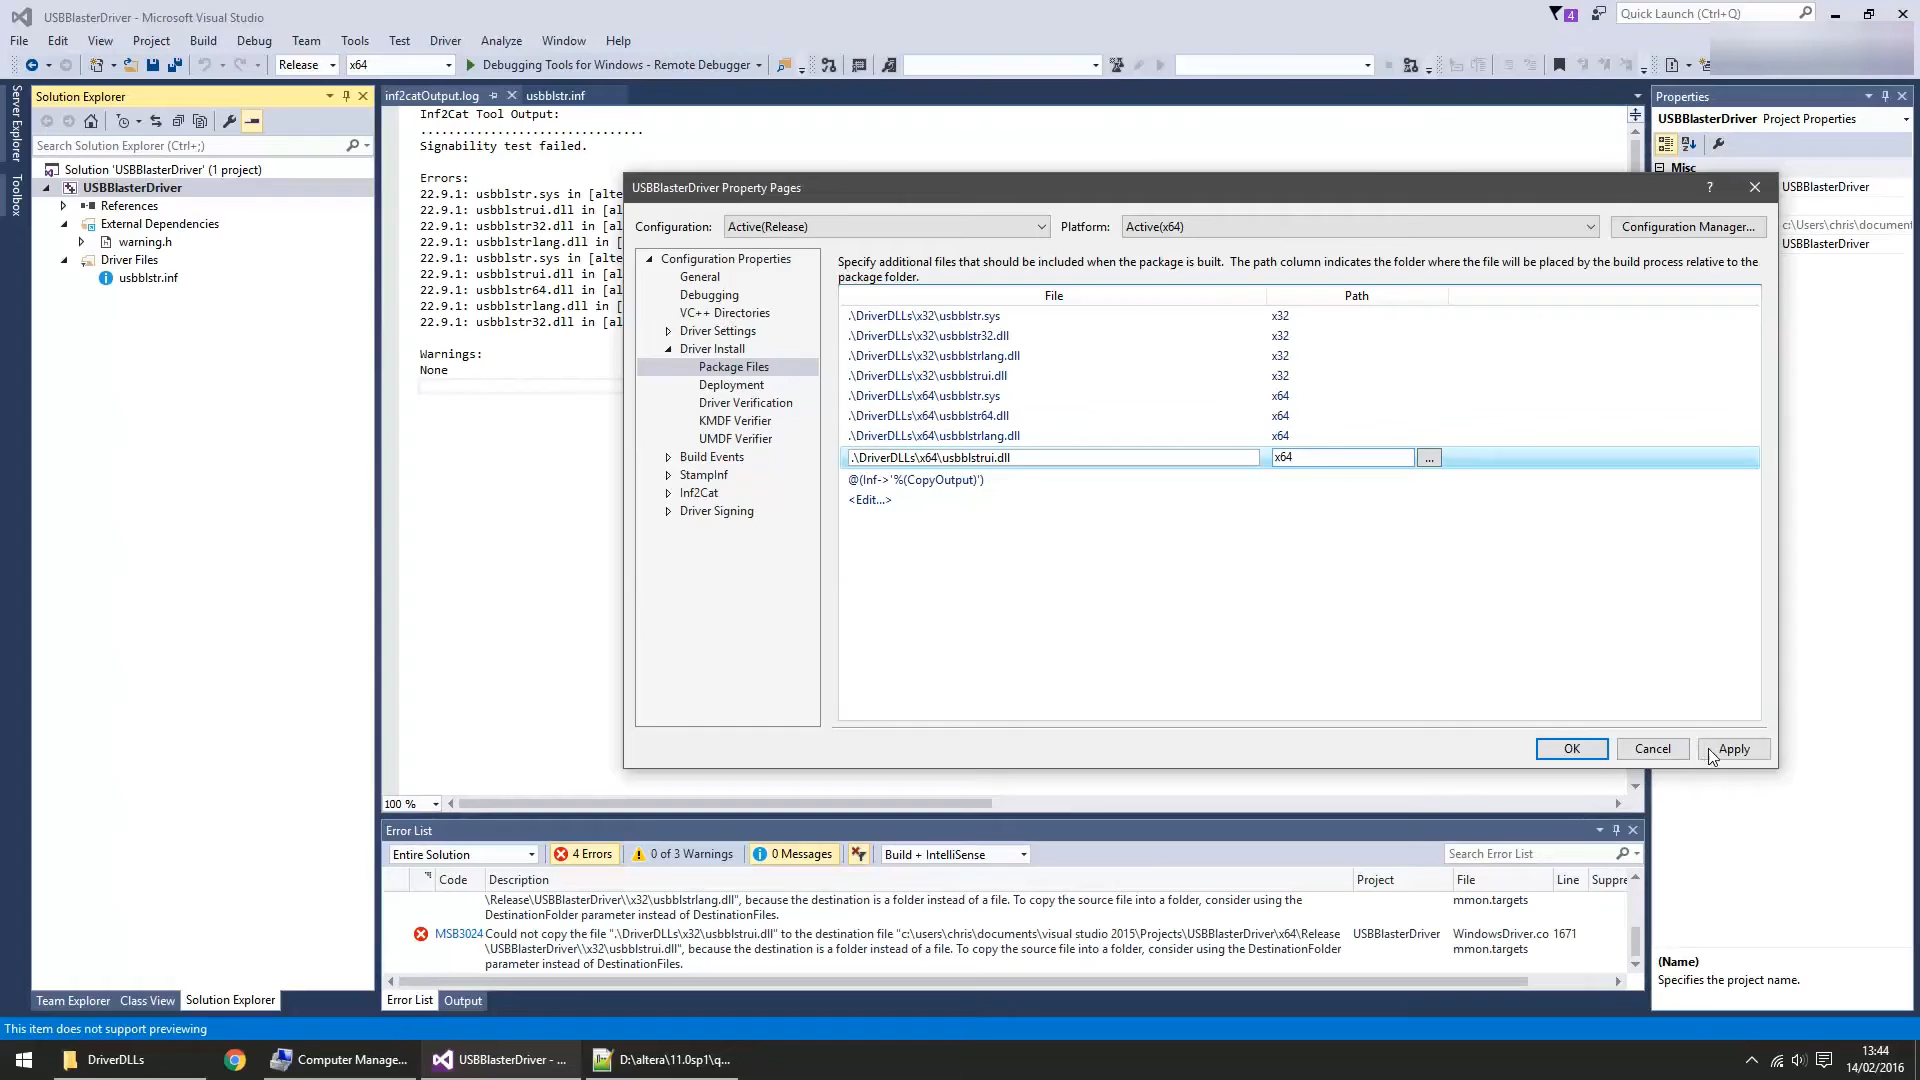 USBBlasterDriver - Microsoft Visual Studio
4
Quick Launch (Ctrl+Q)
File Edit View Project Build Debug Team Tools Test Driver Analyze Window Help
Release x64 Debugging Tools for Windows - Remote Debugger
Server Explorer
Toolbox
Solution Explorer
Search Solution Explorer (Ctrl+;)
Solution 'USBBlasterDriver' (1 project)
USBBlasterDriver
References
External Dependencies
warning.h
Driver Files
usbblstr.inf
inf2catOutput.log usbblstr.inf
Inf2Cat Tool Output:
...............................
Signability test failed.
Errors:
22.9.1: usbblstr.sys in [alte
22.9.1: usbblstrui.dll in [al
22.9.1: usbblstr32.dll in [al
22.9.1: usbblstrlang.dll in [
22.9.1: usbblstr.sys in [alte
22.9.1: usbblstrui.dll in [al
22.9.1: usbblstr64.dll in [al
22.9.1: usbblstrlang.dll in [
22.9.1: usbblstr32.dll in [al
Warnings:
None
100 %
USBBlasterDriver Property Pages
?
Configuration: Active(Release) Platform: Active(x64) Configuration Manager...
Configuration Properties
General
Debugging
VC++ Directories
Driver Settings
Driver Install
Package Files
Deployment
Driver Verification
KMDF Verifier
UMDF Verifier
Build Events
StampInf
Inf2Cat
Driver Signing
Specify additional files that should be included when the package is built. The path column indicates the folder where the file will be placed by the build process relative to the
package folder.
File Path
.\DriverDLLs\x32\usbblstr.sys x32
.\DriverDLLs\x32\usbblstr32.dll x32
.\DriverDLLs\x32\usbblstrlang.dll x32
.\DriverDLLs\x32\usbblstrui.dll x32
.\DriverDLLs\x64\usbblstr.sys x64
.\DriverDLLs\x64\usbblstr64.dll x64
.\DriverDLLs\x64\usbblstrlang.dll x64
.\DriverDLLs\x64\usbblstrui.dll x64 ...
@(Inf->'%(CopyOutput)')
<Edit...>
OK Cancel Apply
Properties
USBBlasterDriver Project Properties
Misc
USBBlasterDriver
c:\Users\chris\document
USBBlasterDriver
(Name)
Specifies the project name.
Error List
Entire Solution 4 Errors 0 of 3 Warnings 0 Messages Build + IntelliSense Search Error List
Code Description Project File Line Suppre
\Release\USBBlasterDriver\\x32\usbblstrlang.dll", because the destination is a folder instead of a file. To copy the source file into a folder, consider using the mmon.targets
DestinationFolder parameter instead of DestinationFiles.
MSB3024 Could not copy the file ".\DriverDLLs\x32\usbblstrui.dll" to the destination file "c:\users\chris\documents\visual studio 2015\Projects\USBBlasterDriver\x64\Release USBBlasterDriver WindowsDriver.co 1671
\USBBlasterDriver\\x32\usbblstrui.dll", because the destination is a folder instead of a file. To copy the source file into a folder, consider using the DestinationFolder mmon.targets
parameter instead of DestinationFiles.
Team Explorer Class View Solution Explorer
Error List Output
This item does not support previewing
DriverDLLs Computer Manage... USBBlasterDriver - ... D:\altera\11.0sp1\q...
13:44
14/02/2016